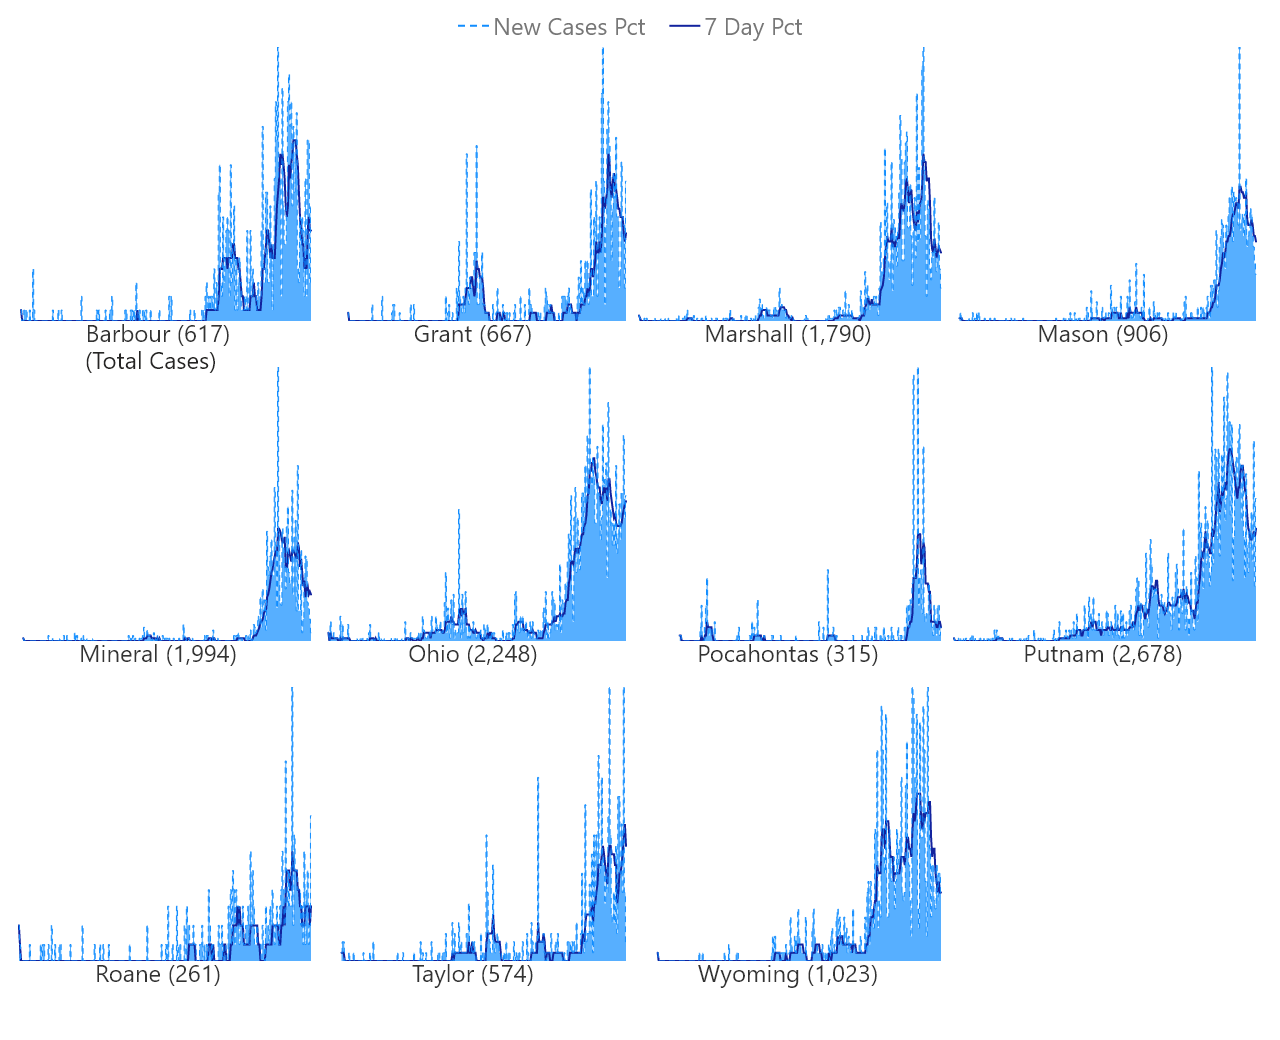 New Cases Pct 7 Day Pct
Barbour (617) Grant (667) Marshall (1,790) Mason (906)
(Total Cases)
Mineral (1,994) Ohio (2,248) Pocahontas (315) Putnam (2,678)
Roane (261) Taylor (574) Wyoming (1,023)